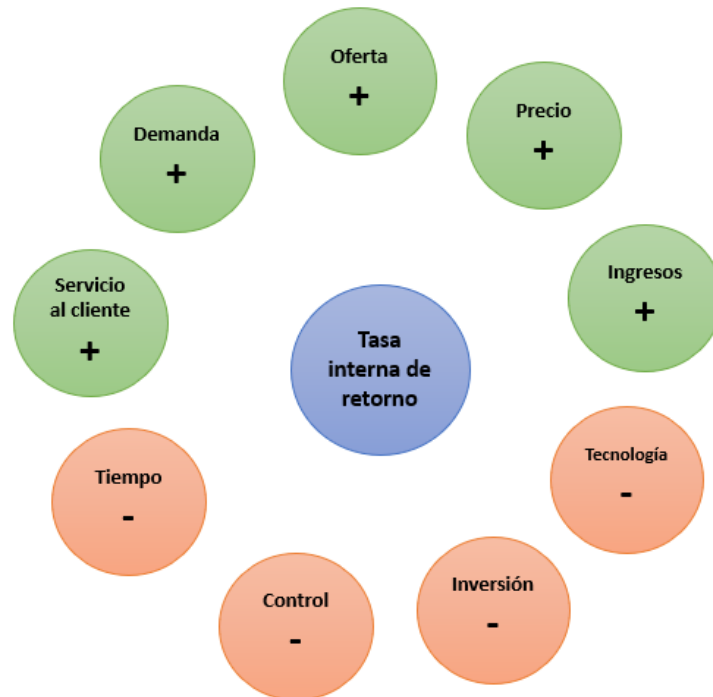 Oferta
+
Precio
+
Demanda
+
Ingresos
+
Servicio
al cliente
+
Tasa
interna de
retorno
Tecnología
-
Tiempo
-
Inversión
-
Control
-